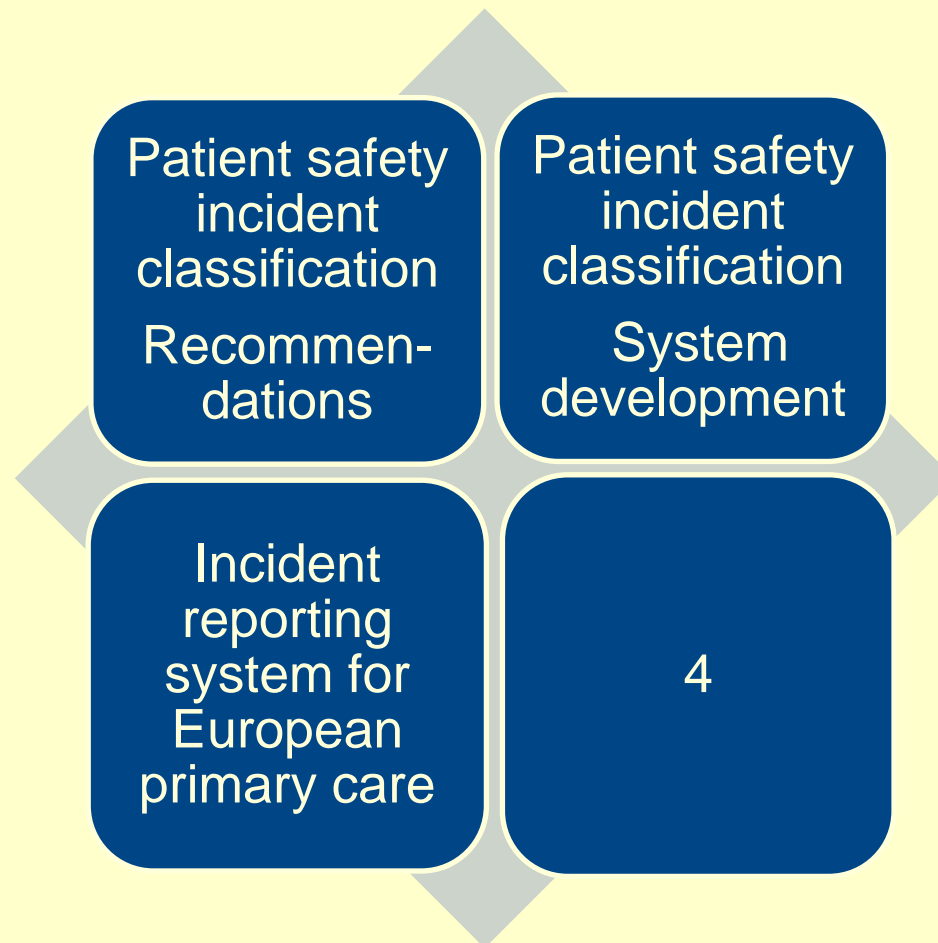 Patient safety
incident
classification
Recommen-
dations
Patient safety
incident
classification
System
development
Incident
reporting
system for
European
primary care
4